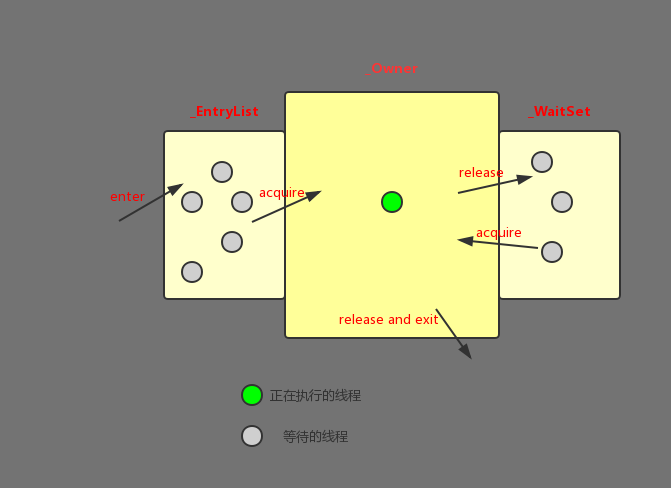 _Owner
_EntryList
_WaitSet
enter
acquire
release
acquire
release and exit
正在执行的线程
等待的线程